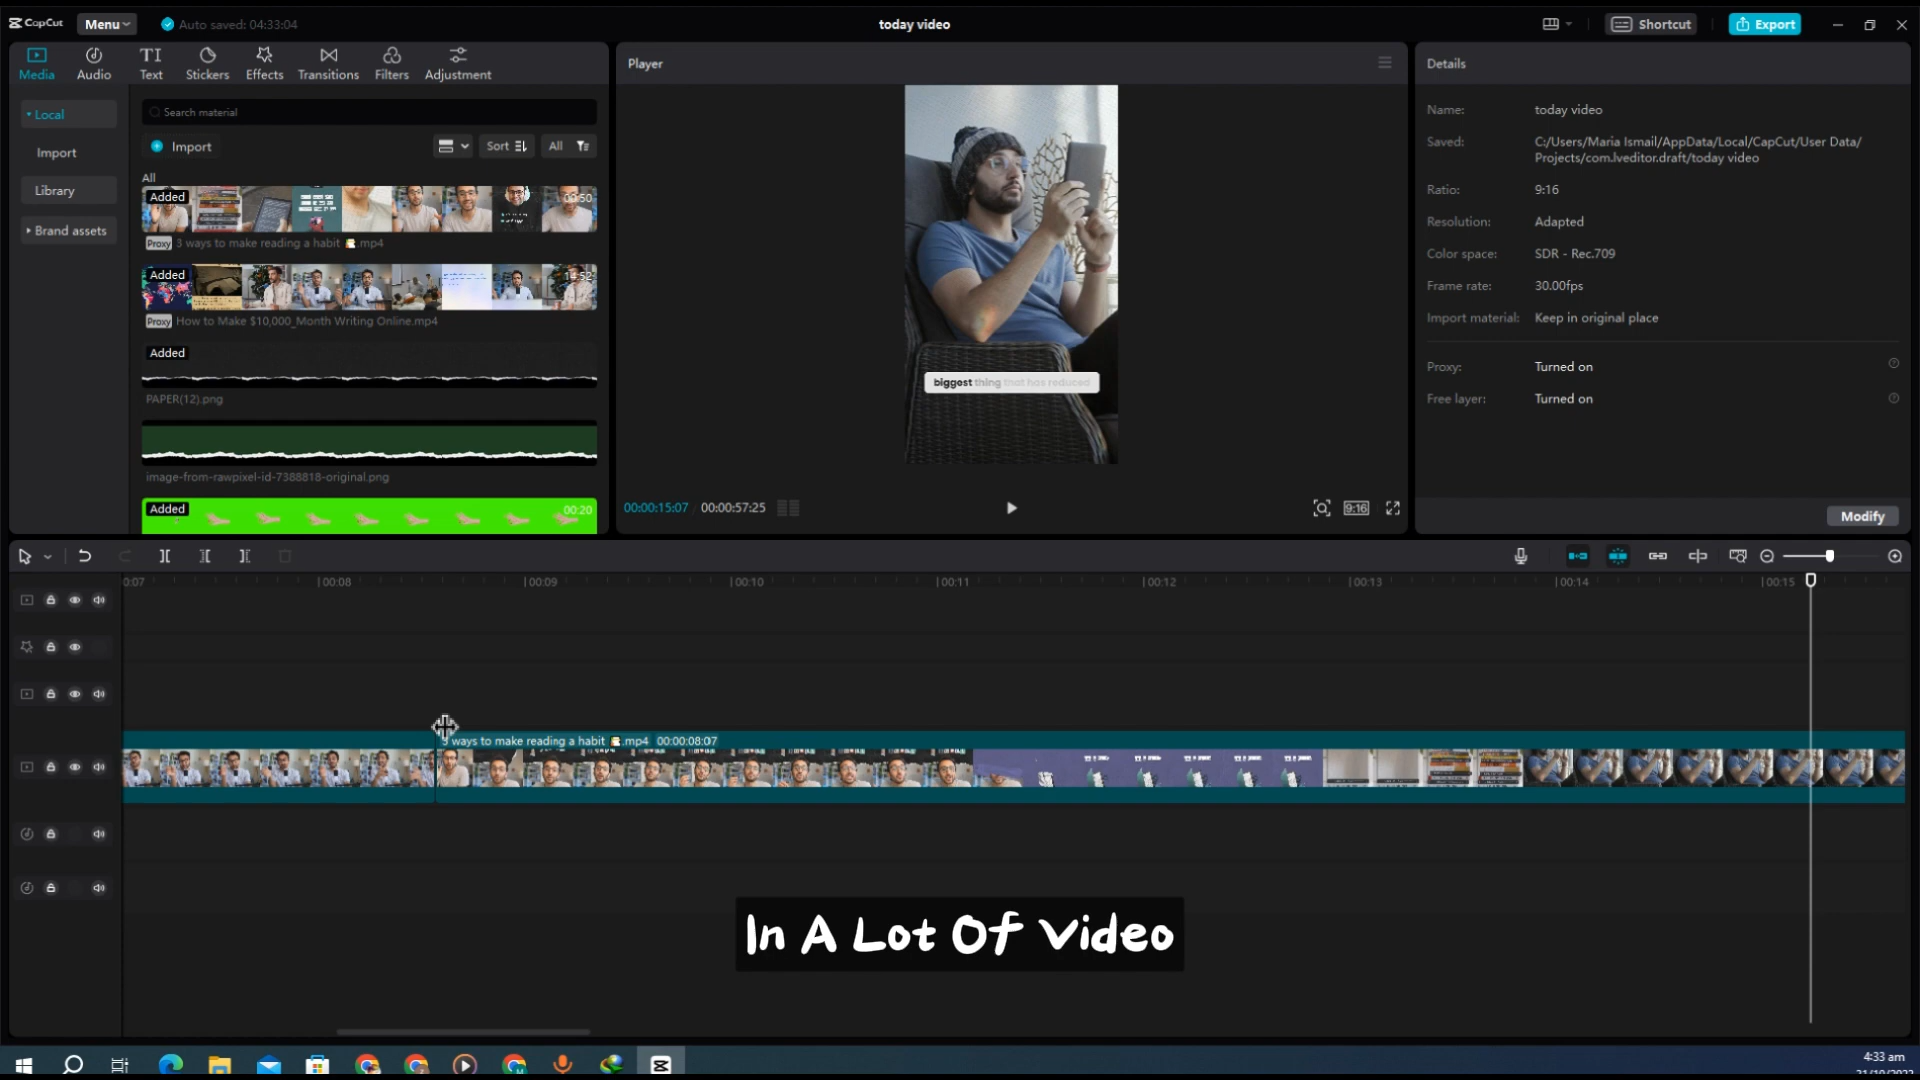 CapCut
Menu
Auto saved: 04:33:04
today video
Shortcut
Export
Media
Audio
Text
Stickers
Effects
Transitions
Filters
Adjustment
Local
Import
Library
Brand assets
Search material
Import
Sort
All
All
Added
00:50
Proxy 3 ways to make reading a habit .mp4
Added
14:52
Proxy How to Make $10,000_Month Writing Online.mp4
Added
PAPER(12).png
image-from-rawpixel-id-7388818-original.png
Added
00:20
Player
biggest thing that has reduced
00:00:15:07
00:00:57:25
9:16
Details
Name: today video
Saved: C:/Users/Maria Ismail/AppData/Local/CapCut/User Data/
Projects/com.lveditor.draft/today video
Ratio: 9:16
Resolution: Adapted
Color space: SDR - Rec.709
Frame rate: 30.00fps
Import material: Keep in original place
Proxy: Turned on
Free layer: Turned on
Modify
0:07
00:08
00:09
00:10
00:11
00:12
00:13
00:14
00:15
3 ways to make reading a habit .mp4 00:00:08:07
In A Lot Of Video
4:33 am